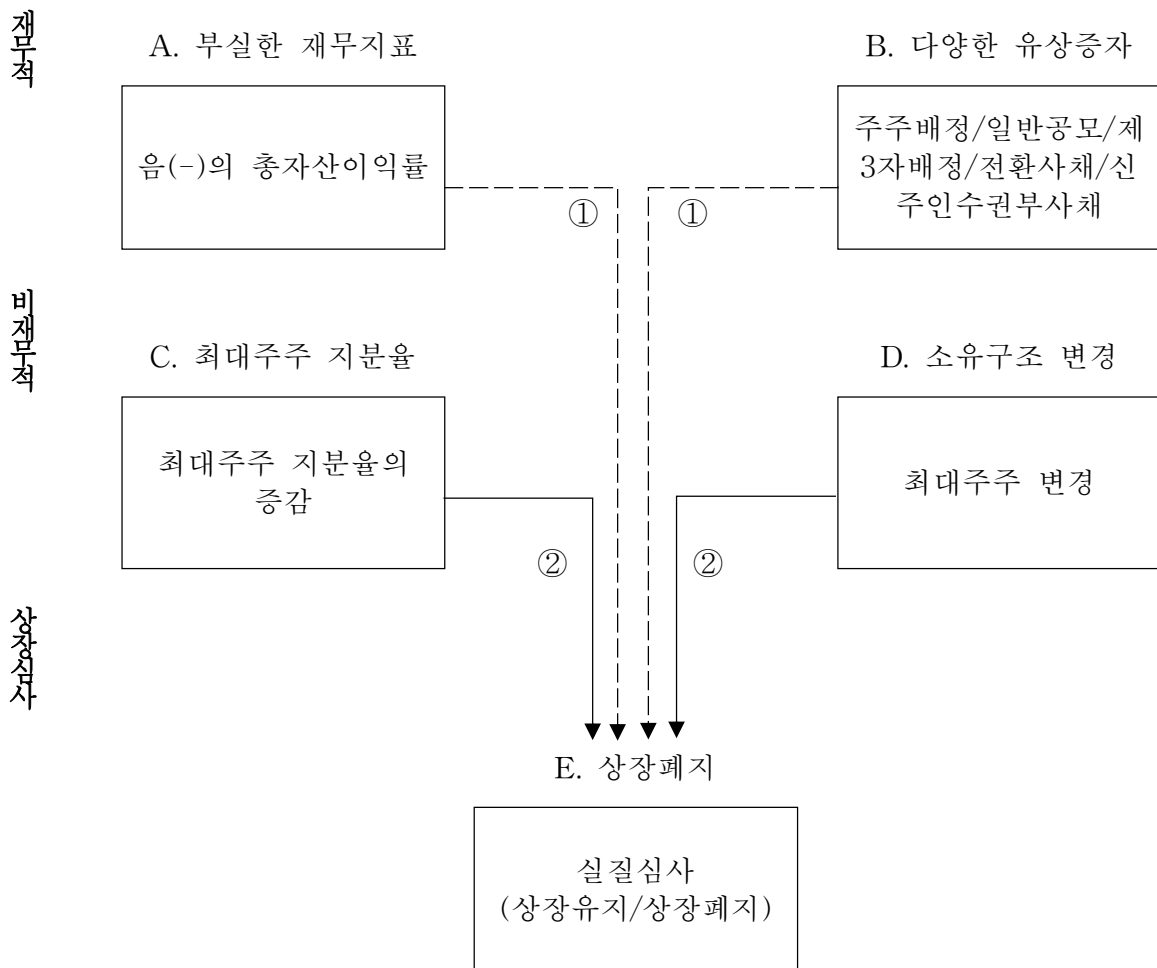 재무적
A. 부실한 재무지표
B. 다양한 유상증자
음(-)의 총자산이익률
주주배정/일반공모/제
3자배정/전환사채/신
주인수권부사채
①
①
비재무적
C. 최대주주 지분율
D. 소유구조 변경
최대주주 지분율의
증감
최대주주 변경
②
②
상장심사
E. 상장폐지
실질심사
(상장유지/상장폐지)